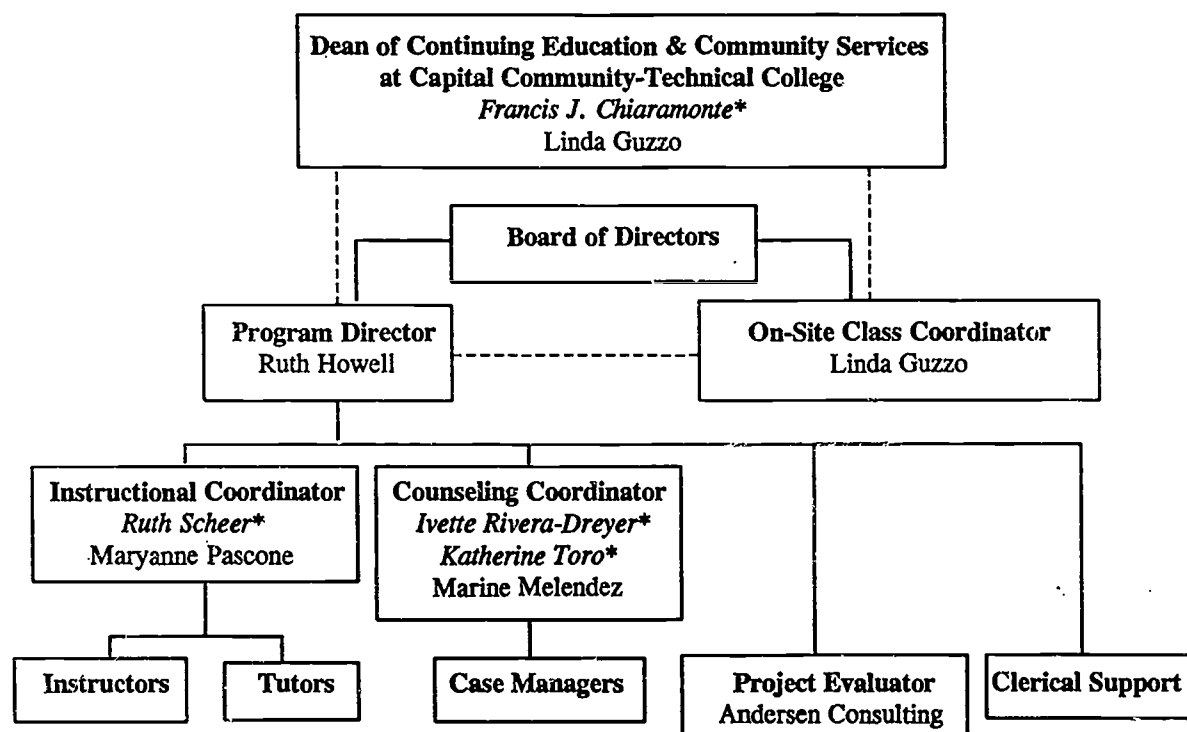 Dean of Continuing Education & Community Services
at Capital Community-Technical College
Francis J. Chiaramonte*
Linda Guzzo
Board of Directors
Program Director
Ruth Howell
On-Site Class Coordinator
Linda Guzzo
Instructional Coordinator
Ruth Scheer*
Maryanne Pascone
Counseling Coordinator
Ivette Rivera-Dreyer*
Katherine Toro*
Marine Melendez
Instructors
Tutors
Case Managers
Project Evaluator
Andersen Consulting
Clerical Support